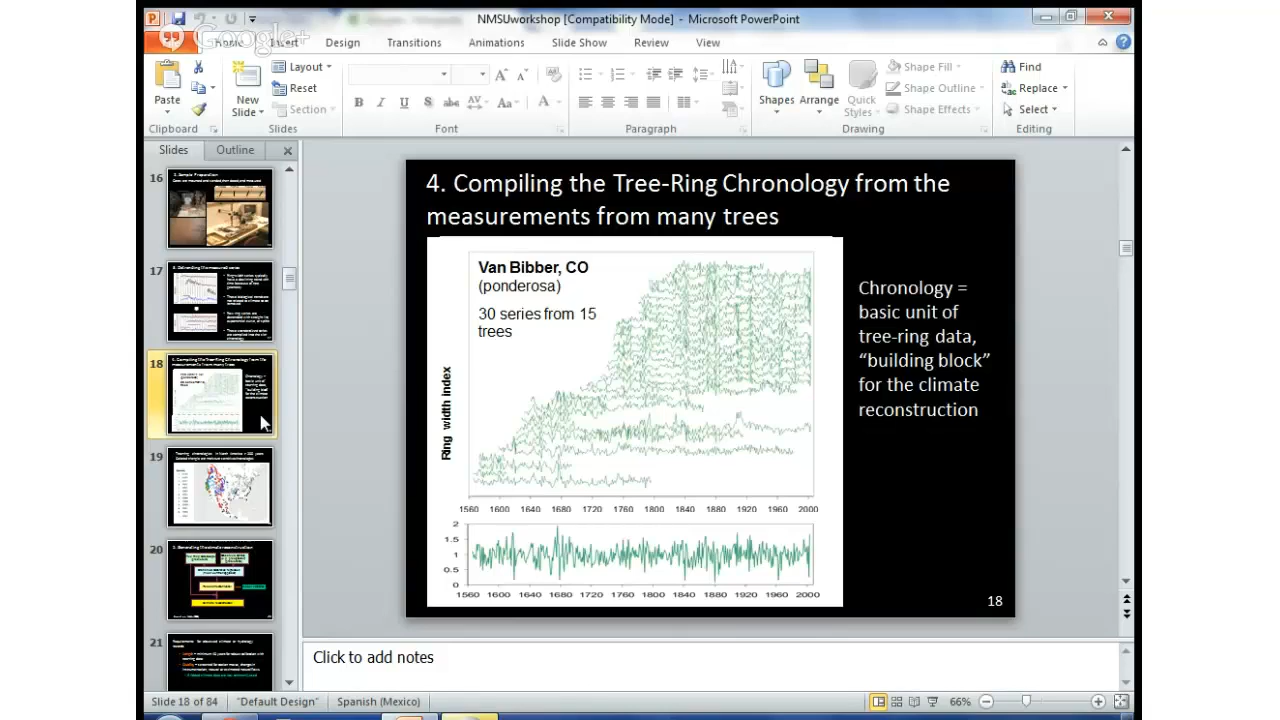 NMSUworkshop [Compatibility Mode] - Microsoft PowerPoint
Google+
Home Insert Design Transitions Animations Slide Show Review View
Paste
New
Slide
Layout
Reset
Section
B I U S abc AV Aa A
Shapes Arrange Quick
Styles
Shape Fill
Shape Outline
Shape Effects
Find
Replace
Select
Clipboard Slides Font Paragraph Drawing Editing
Slides Outline
16
17
18
19
20
21
4. Compiling the Tree-Ring Chronology from the
measurements from many trees
Van Bibber, CO
(ponderosa)
30 series from 15
trees
Ring width index
1560 1600 1640 1680 1720 1760 1800 1840 1880 1920 1960 2000
2
1.5
1
0.5
0
1560 1600 1640 1680 1720 1760 1800 1840 1880 1920 1960 2000
Chronology =
basic unit of
tree-ring data,
“building block”
for the climate
reconstruction
18
Click to add notes
Slide 18 of 84 "Default Design" Spanish (Mexico) 66%